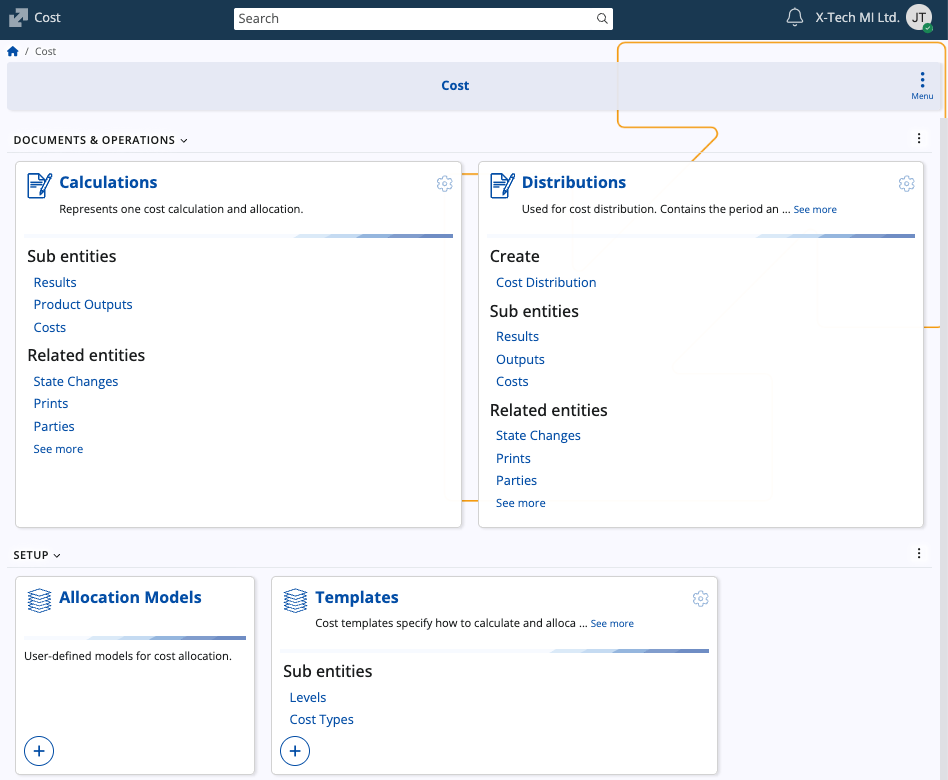 Cost
Search
X-Tech MI Ltd.
JT
/ Cost
Cost
Menu
DOCUMENTS & OPERATIONS
Calculations
Represents one cost calculation and allocation.
Sub entities
Results
Product Outputs
Costs
Related entities
State Changes
Prints
Parties
See more
Distributions
Used for cost distribution. Contains the period an ... See more
Create
Cost Distribution
Sub entities
Results
Outputs
Costs
Related entities
State Changes
Prints
Parties
See more
SETUP
Allocation Models
User-defined models for cost allocation.
Templates
Cost templates specify how to calculate and alloca ... See more
Sub entities
Levels
Cost Types